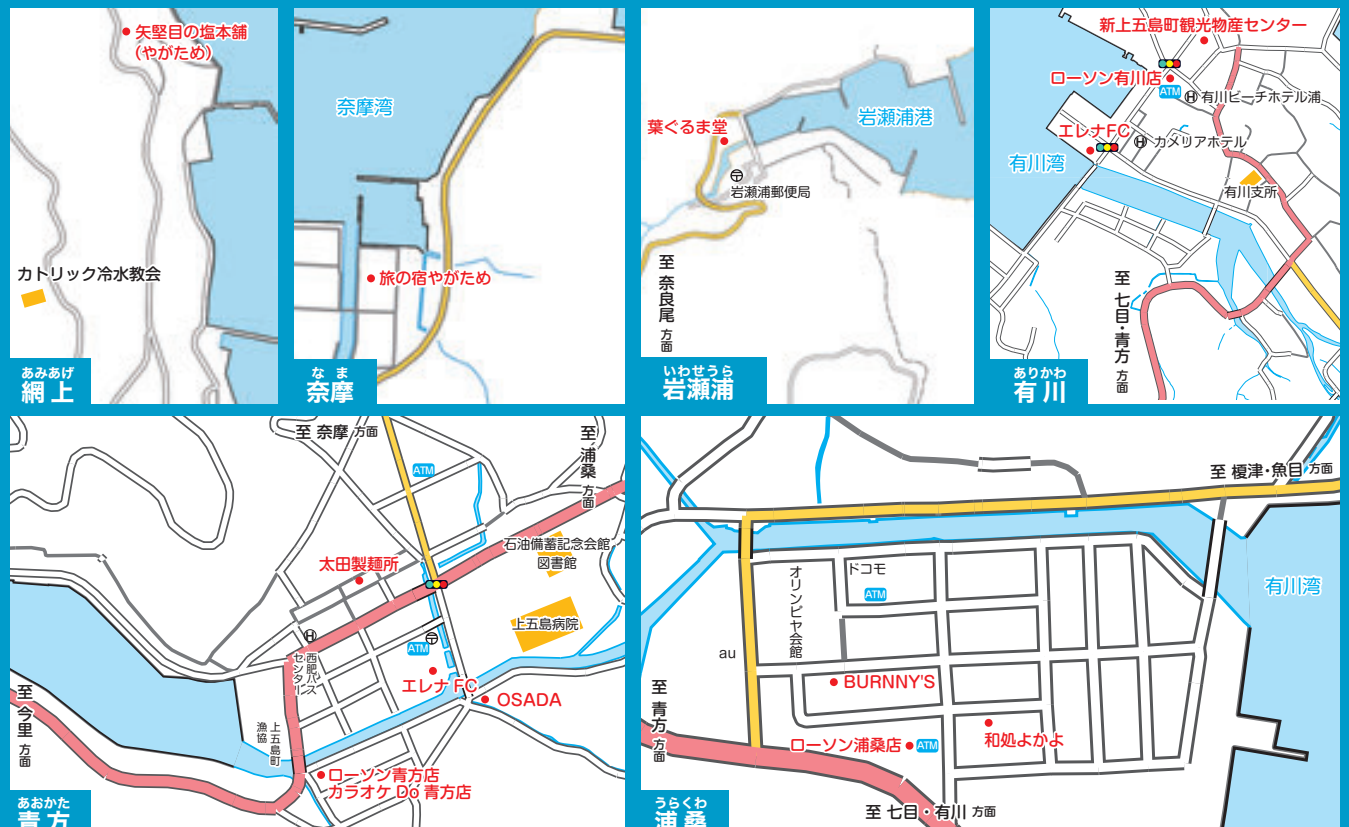 矢堅目の塩本舗
(やがため)
カトリック冷水教会
あみあげ
網上
奈摩湾
旅の宿やがため
なま
奈摩
葉ぐるま堂
岩瀬浦港
岩瀬浦郵便局
至 奈良尾 方面
いわせうら
岩瀬浦
新上五島町観光物産センター
ローソン有川店
ATM
H 有川ビーチホテル浦
エレナFC
H カメリアホテル
有川湾
有川支所
至 七目・青方 方面
ありかわ
有川
至 奈摩 方面
至 浦桑 方面
ATM
石油備蓄記念会館
図書館
太田製麺所
上五島病院
H
西肥バス
センター
ATM
エレナ FC
OSADA
至 今里 方面
上五島町
漁協
ローソン青方店
カラオケ Do 青方店
あおかた
青方
至 榎津・魚目 方面
オリンピヤ会館
ドコモ
ATM
有川湾
au
BURNNY'S
至 青方 方面
ローソン浦桑店
ATM
和処よかよ
至 七目・有川 方面
うらくわ
浦桑